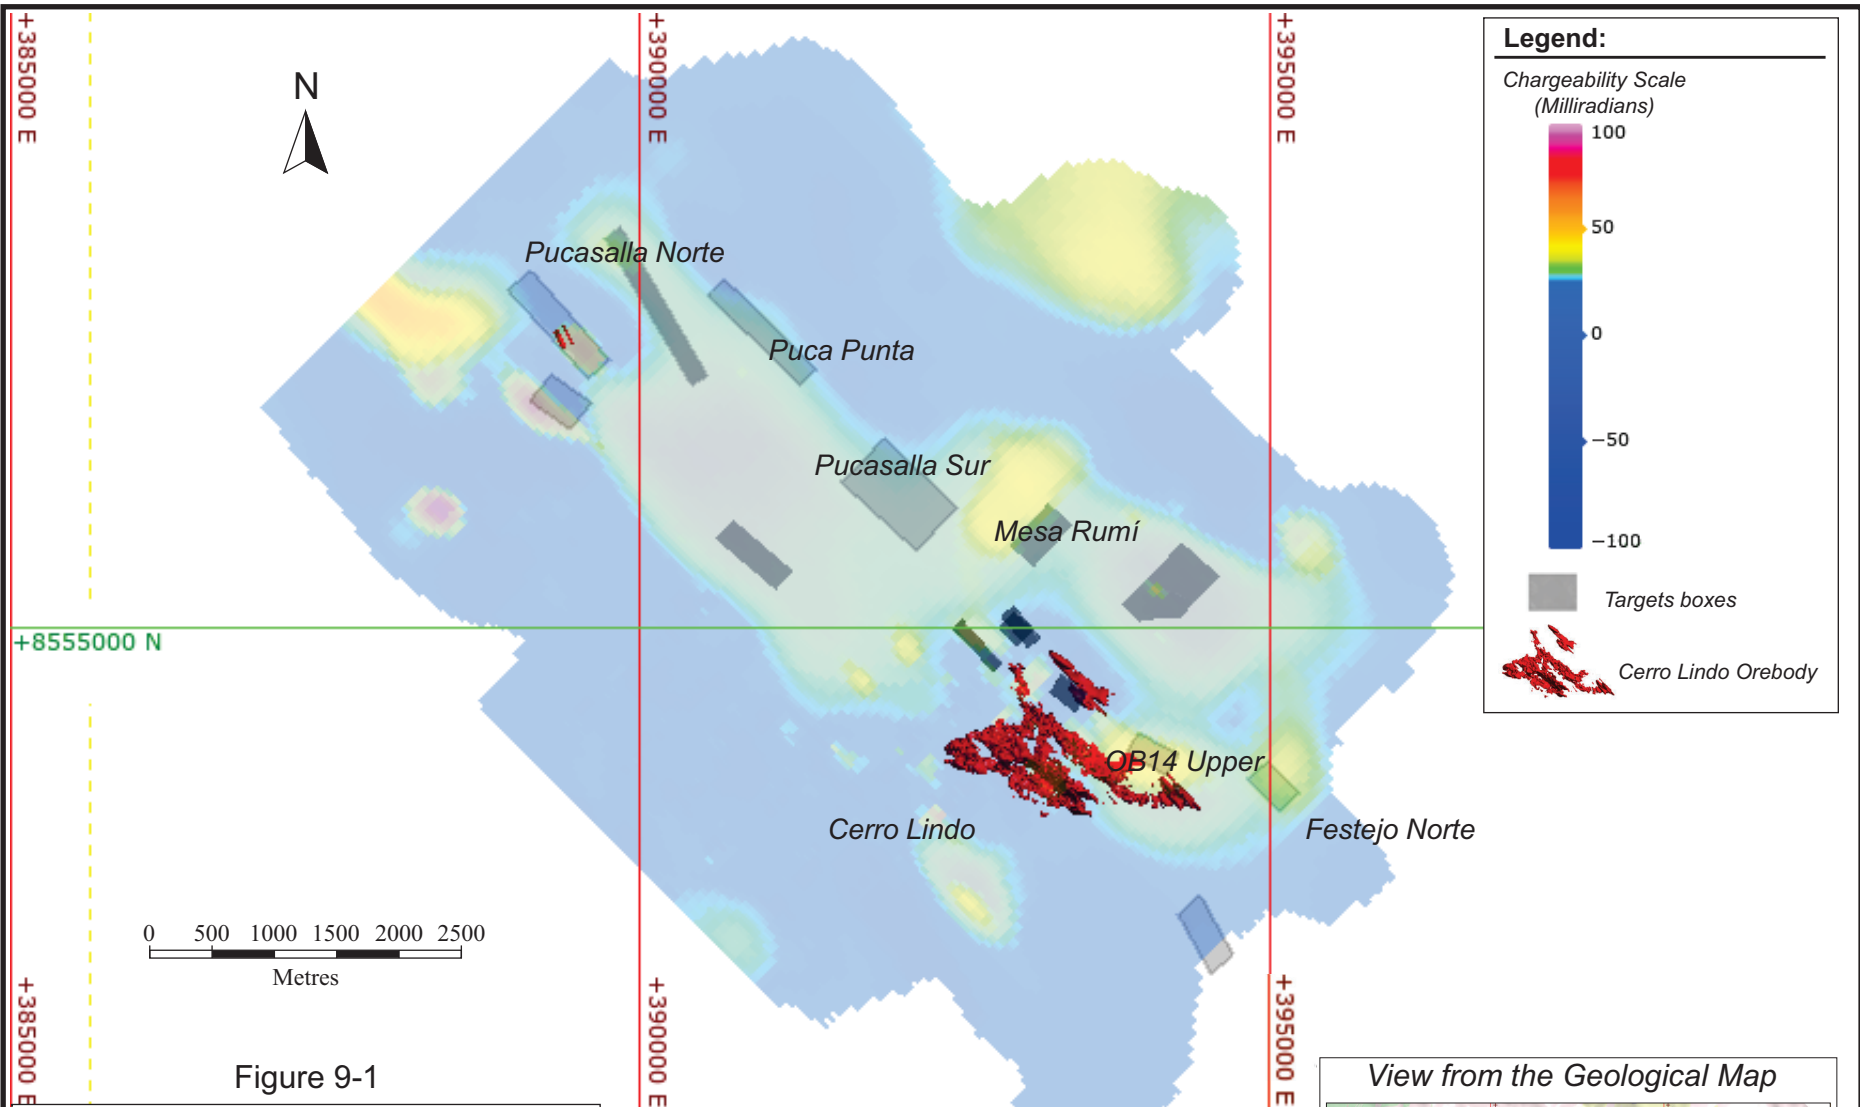 +385000 E
+390000 E
+395000 E
N
Legend:
Chargeability Scale
(Milliradians)
100
50
0
−50
−100
Targets boxes
Cerro Lindo Orebody
Pucasalla Norte
Puca Punta
Pucasalla Sur
Mesa Rumí
+8555000 N
OB14 Upper
Cerro Lindo
Festejo Norte
0 500 1000 1500 2000 2500
Metres
+385000 E
+390000 E
+395000 E
Figure 9-1
View from the Geological Map